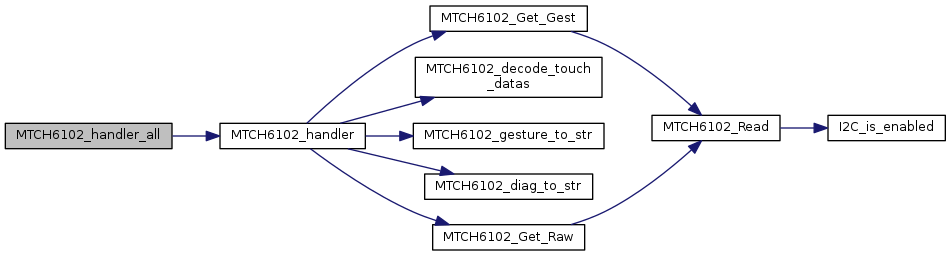 MTCH6102_handler_all
MTCH6102_handler
MTCH6102_Get_Gest
MTCH6102_decode_touch
_datas
MTCH6102_gesture_to_str
MTCH6102_diag_to_str
MTCH6102_Get_Raw
MTCH6102_Read
I2C_is_enabled